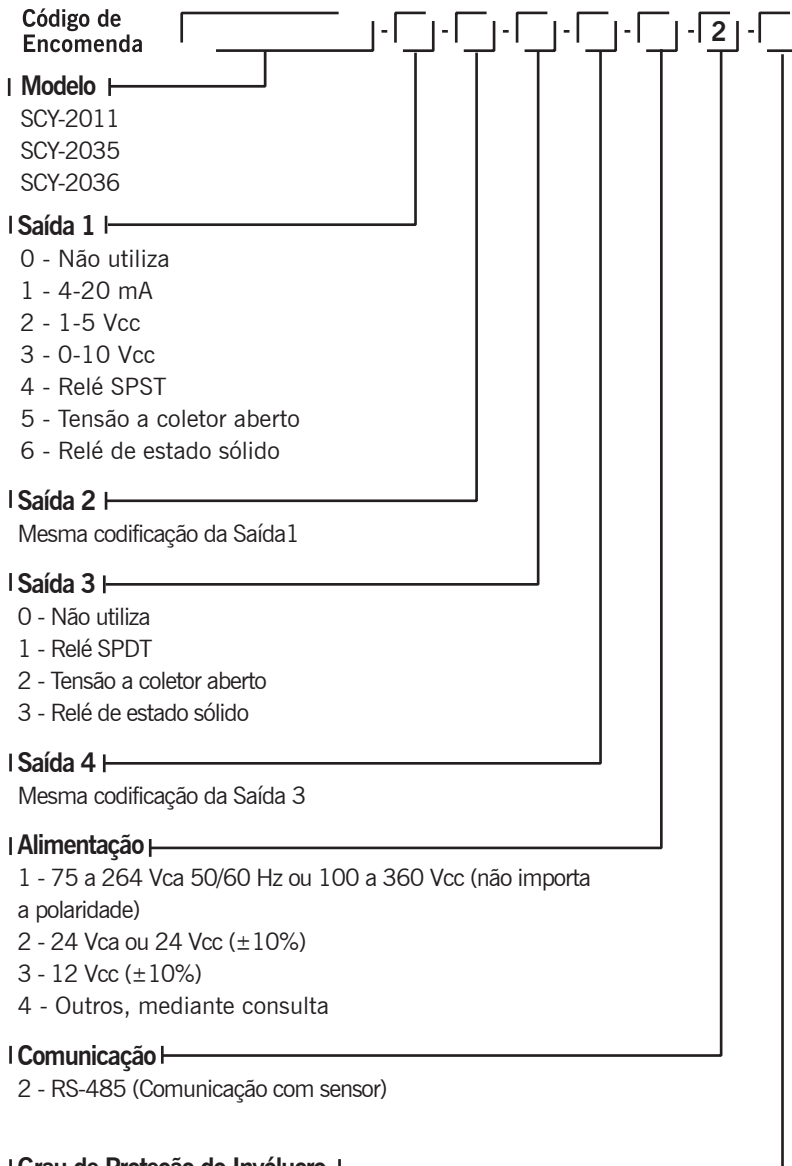 Código de
Encomenda
- - - - - - 2 -
Modelo
SCY-2011
SCY-2035
SCY-2036
Saída 1
0 - Não utiliza
1 - 4-20 mA
2 - 1-5 Vcc
3 - 0-10 Vcc
4 - Relé SPST
5 - Tensão a coletor aberto
6 - Relé de estado sólido
Saída 2
Mesma codificação da Saída1
Saída 3
0 - Não utiliza
1 - Relé SPDT
2 - Tensão a coletor aberto
3 - Relé de estado sólido
Saída 4
Mesma codificação da Saída 3
Alimentação
1 - 75 a 264 Vca 50/60 Hz ou 100 a 360 Vcc (não importa
a polaridade)
2 - 24 Vca ou 24 Vcc (±10%)
3 - 12 Vcc (±10%)
4 - Outros, mediante consulta
Comunicação
2 - RS-485 (Comunicação com sensor)
Grau de Proteção do Invólucro